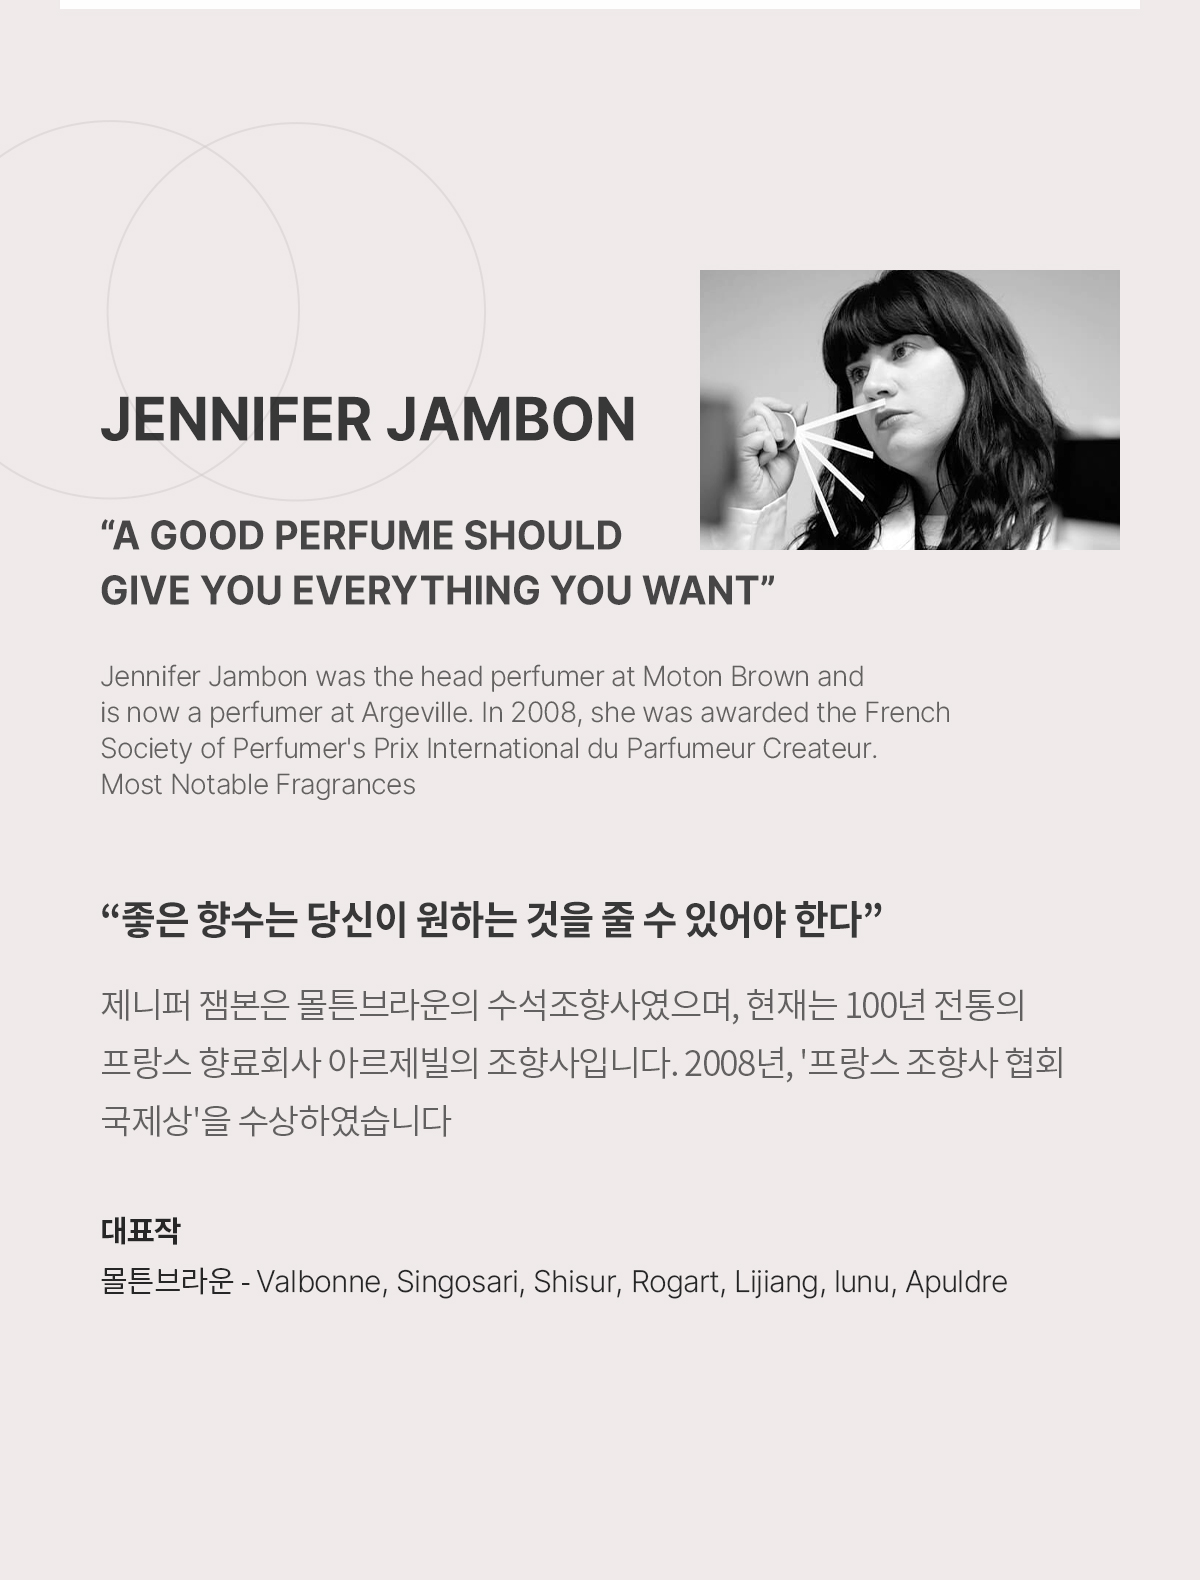 JENNIFER JAMBON
“A GOOD PERFUME SHOULD
GIVE YOU EVERYTHING YOU WANT”
Jennifer Jambon was the head perfumer at Moton Brown and
is now a perfumer at Argeville. In 2008, she was awarded the French
Society of Perfumer's Prix International du Parfumeur Createur.
Most Notable Fragrances
“좋은 향수는 당신이 원하는 것을 줄 수 있어야 한다”
제니퍼 잼본은 몰튼브라운의 수석조향사였으며, 현재는 100년 전통의
프랑스 향료회사 아르제빌의 조향사입니다. 2008년, '프랑스 조향사 협회
국제상'을 수상하였습니다
대표작
몰튼브라운 - Valbonne, Singosari, Shisur, Rogart, Lijiang, Iunu, Apuldre